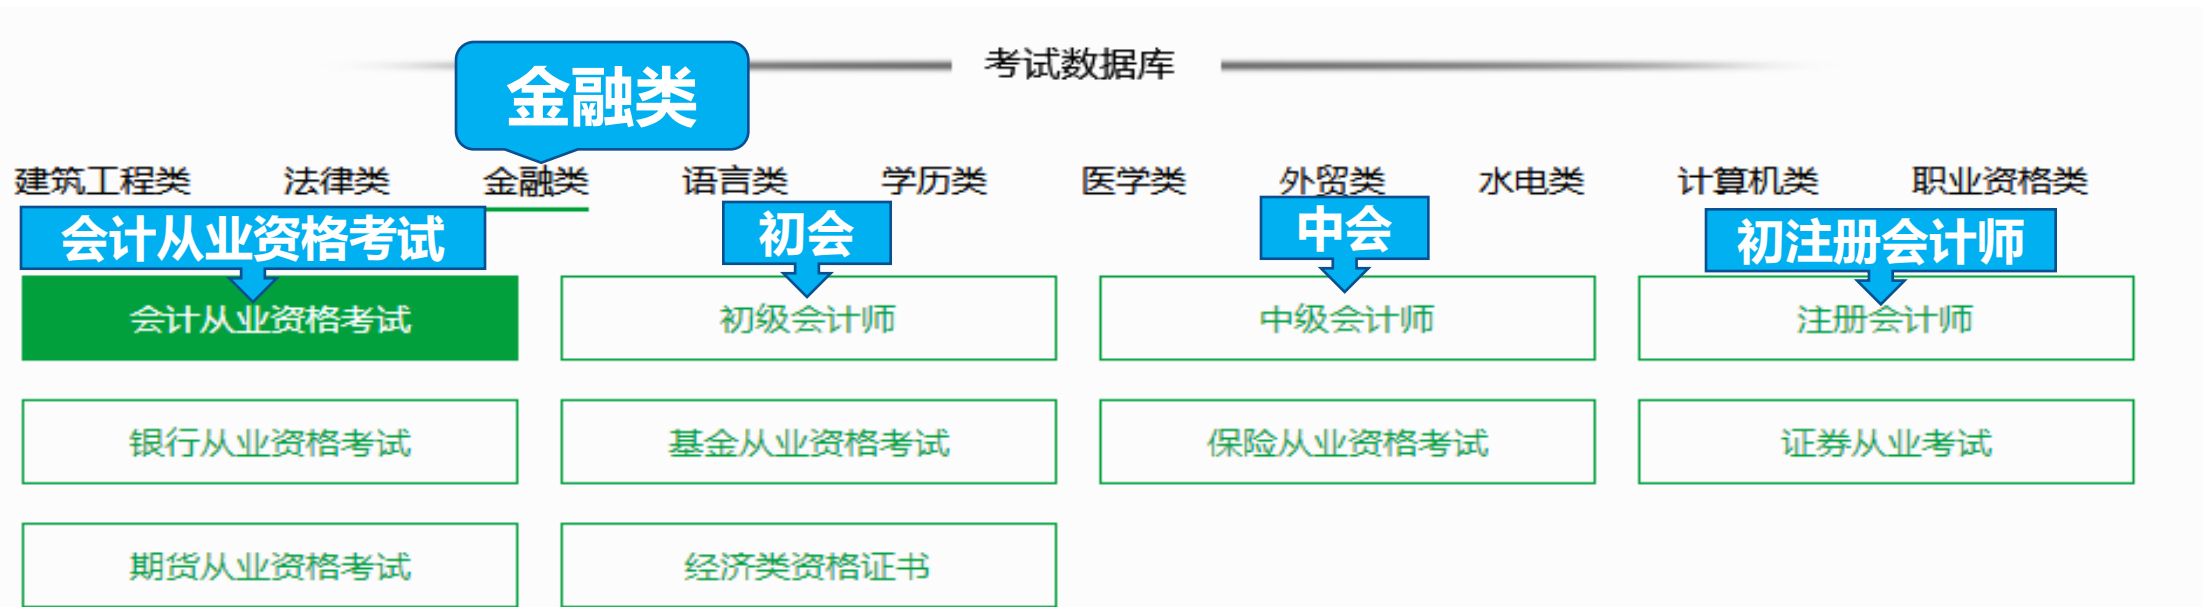 考试数据库
金融类
建筑工程类 法律类 金融类 语言类 学历类 医学类 外贸类 水电类 计算机类 职业资格类
会计从业资格考试 初会 中会 初注册会计师
会计从业资格考试 初级会计师 中级会计师 注册会计师
银行从业资格考试 基金从业资格考试 保险从业资格考试 证券从业考试
期货从业资格考试 经济类资格证书